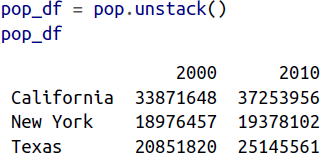 pop_df = pop.unstack()
pop_df
2000 2010
California 33871648 37253956
New York 18976457 19378102
Texas 20851820 25145561